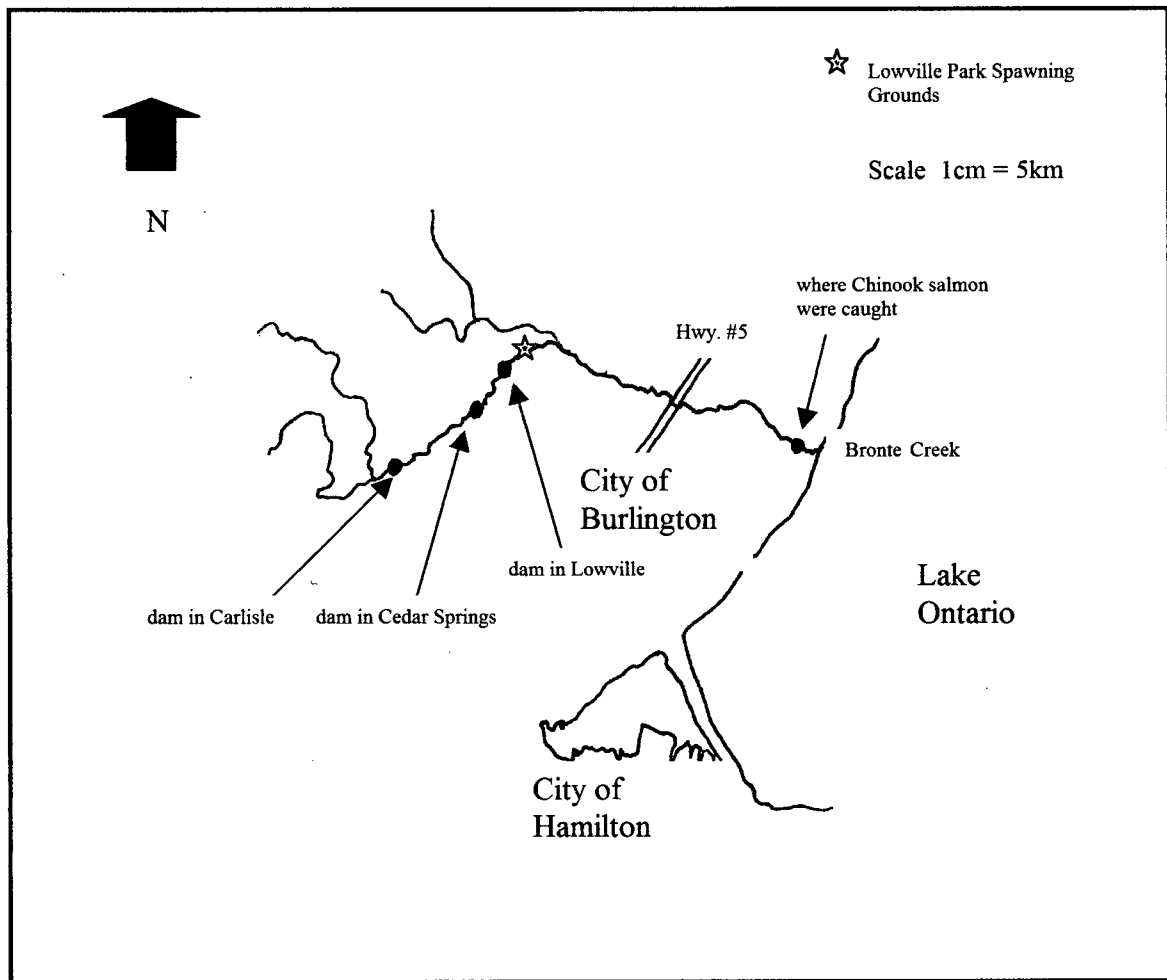 Lowville Park Spawning
Grounds
Scale 1cm = 5km
N
where Chinook salmon
were caught
Hwy. #5
Bronte Creek
City of
Burlington
dam in Lowville
Lake
Ontario
dam in Carlisle
dam in Cedar Springs
City of
Hamilton